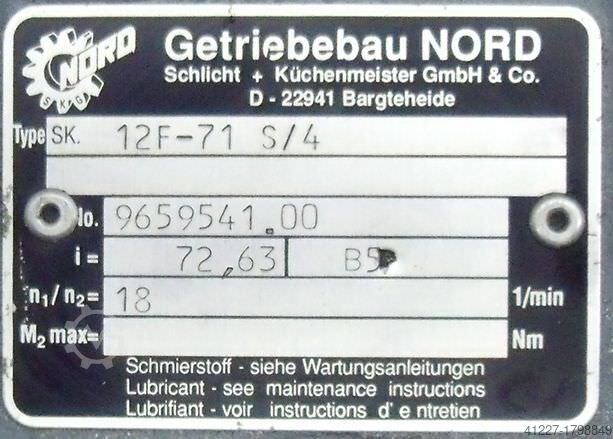 NORD
SKG
Getriebebau NORD
Schlicht + Küchenmeister GmbH & Co.
D - 22941 Bargteheide
Type SK. 12F-71 S/4
No. 9659541.00
i = 72,63 B5
n1/n2= 18 1/min
M2 max= Nm
Schmierstoff - siehe Wartungsanleitungen
Lubricant - see maintenance instructions
Lubrifiant - voir instructions d' e ntretien
41227-1798849